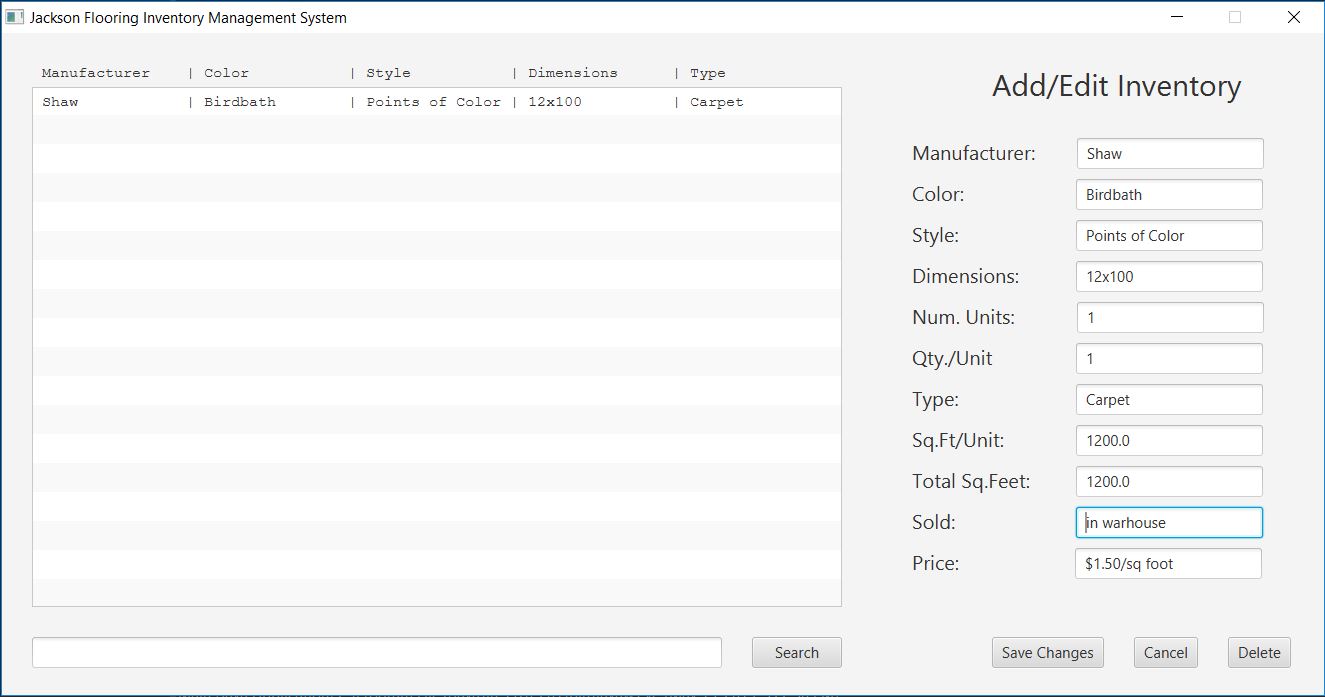 Jackson Flooring Inventory Management System
Manufacturer | Color | Style | Dimensions | Type
Shaw | Birdbath | Points of Color | 12x100 | Carpet
Search
Add/Edit Inventory
Manufacturer: Shaw
Color: Birdbath
Style: Points of Color
Dimensions: 12x100
Num. Units: 1
Qty./Unit 1
Type: Carpet
Sq.Ft/Unit: 1200.0
Total Sq.Feet: 1200.0
Sold: in warhouse
Price: $1.50/sq foot
Save Changes Cancel Delete